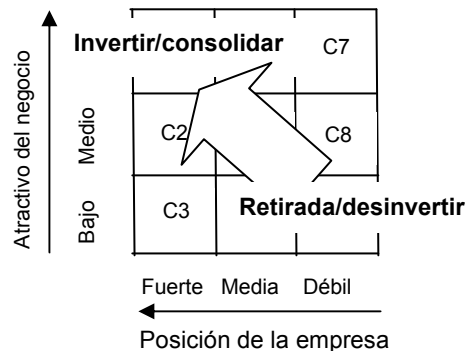 Invertir/consolidar
C7
C2
C8
C3
Retirada/desinvertir
Atractivo del negocio
Medio
Bajo
Fuerte Media Débil
Posición de la empresa